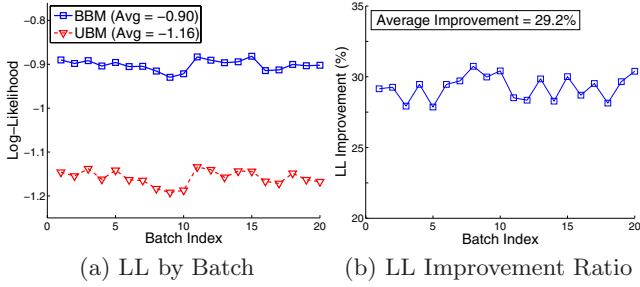 BBM (Avg = −0.90)
UBM (Avg = −1.16)
Log−Likelihood
−0.8
−0.9
−1
−1.1
−1.2
0 5 10 15 20
Batch Index
(a) LL by Batch
Average Improvement = 29.2%
LL Improvement (%)
35
30
25
20
0 5 10 15 20
Batch Index
(b) LL Improvement Ratio